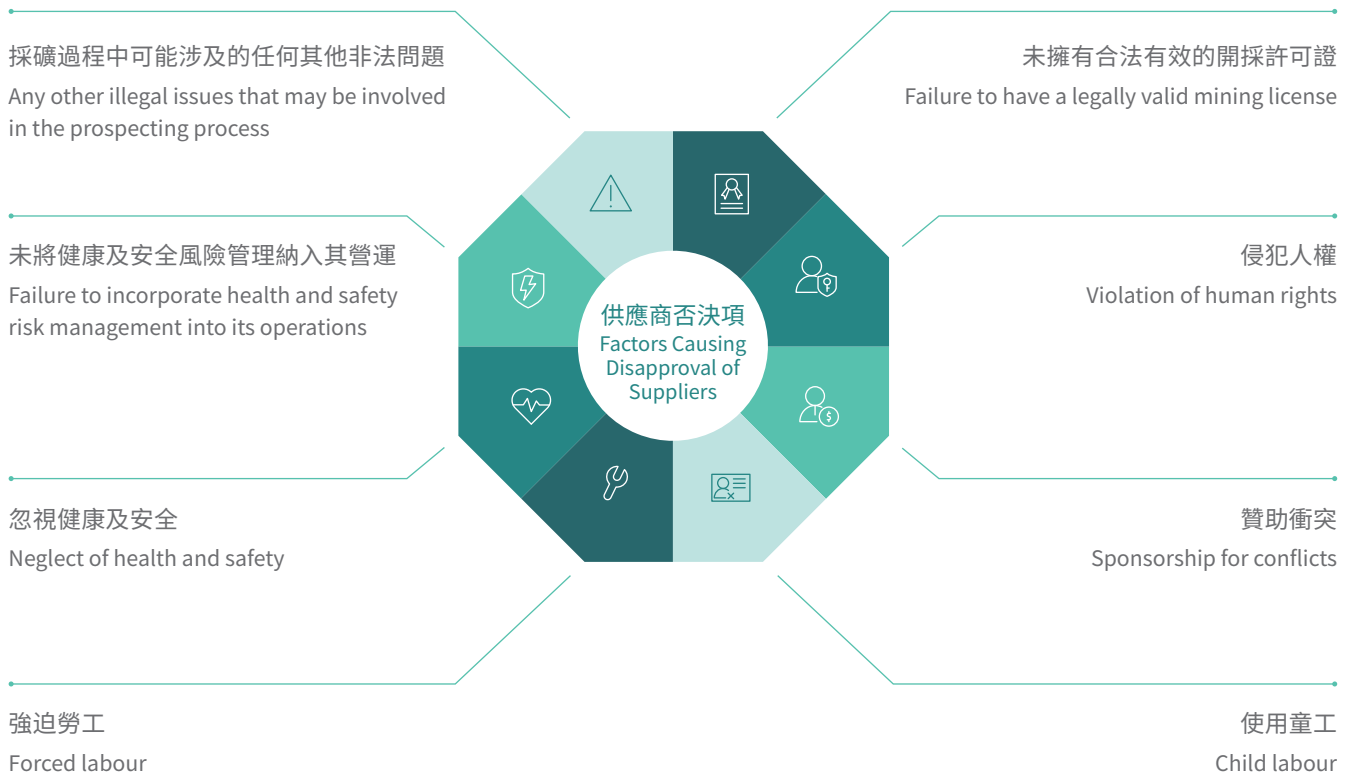 採礦過程中可能涉及的任何其他非法問題
Any other illegal issues that may be involved
in the prospecting process
未擁有合法有效的開採許可證
Failure to have a legally valid mining license
未將健康及安全風險管理納入其營運
Failure to incorporate health and safety
risk management into its operations
侵犯人權
Violation of human rights
供應商否決項
Factors Causing
Disapproval of
Suppliers
忽視健康及安全
Neglect of health and safety
贊助衝突
Sponsorship for conflicts
強迫勞工
Forced labour
使用童工
Child labour